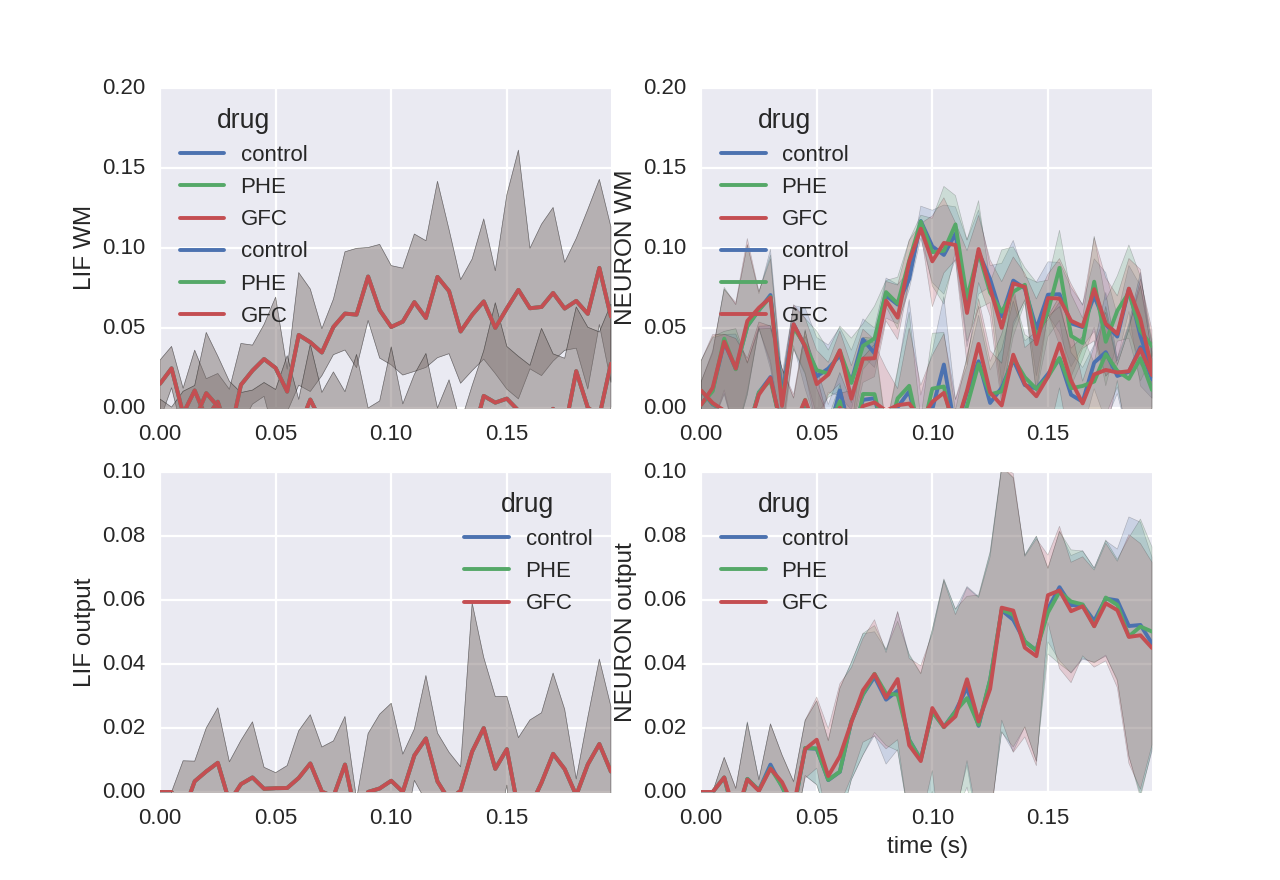 0.20
0.15
0.10
0.05
0.00
LIF WM
drug
control
PHE
GFC
control
PHE
GFC
0.00 0.05 0.10 0.15
0.20
0.15
0.10
0.05
0.00
NEURON WM
drug
control
PHE
GFC
control
PHE
GFC
0.00 0.05 0.10 0.15
0.10
0.08
0.06
0.04
0.02
0.00
LIF output
drug
control
PHE
GFC
0.00 0.05 0.10 0.15
0.10
0.08
0.06
0.04
0.02
0.00
NEURON output
drug
control
PHE
GFC
0.00 0.05 0.10 0.15
time (s)